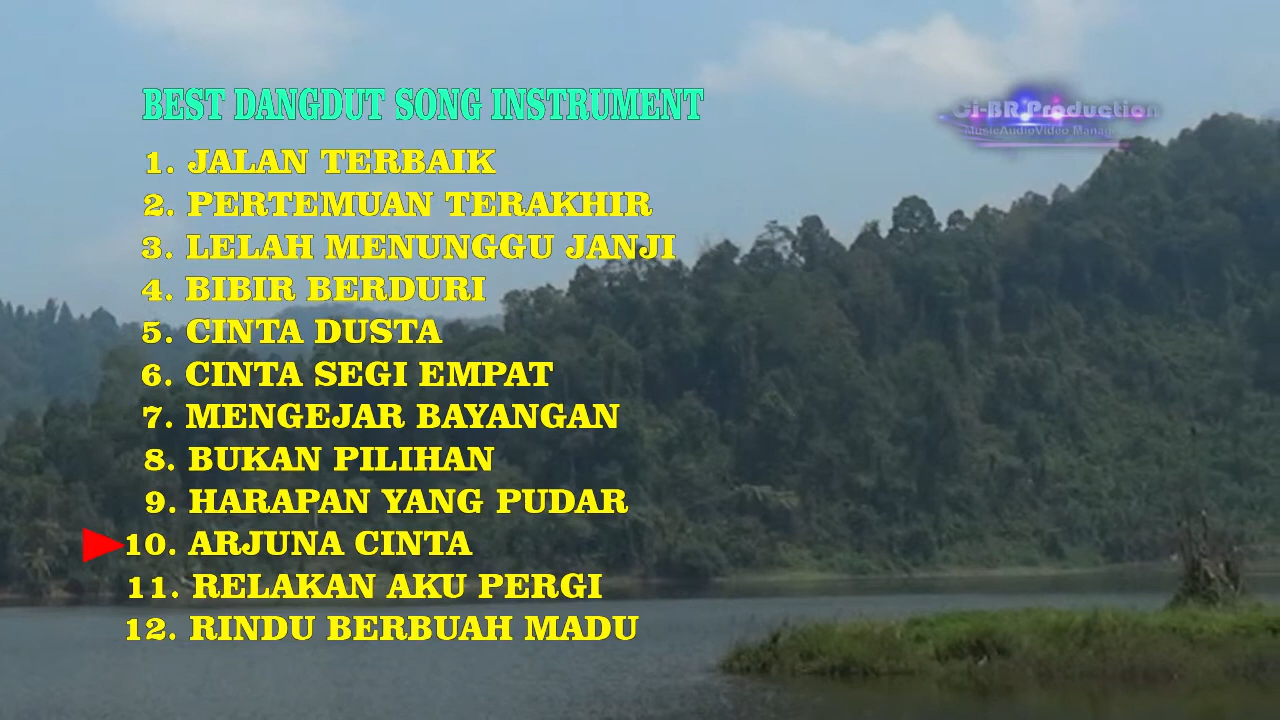 BEST DANGDUT SONG INSTRUMENT
Ci-BR Production
MusicAudioVideo
1. JALAN TERBAIK
2. PERTEMUAN TERAKHIR
3. LELAH MENUNGGU JANJI
4. BIBIR BERDURI
5. CINTA DUSTA
6. CINTA SEGI EMPAT
7. MENGEJAR BAYANGAN
8. BUKAN PILIHAN
9. HARAPAN YANG PUDAR
10. ARJUNA CINTA
11. RELAKAN AKU PERGI
12. RINDU BERBUAH MADU